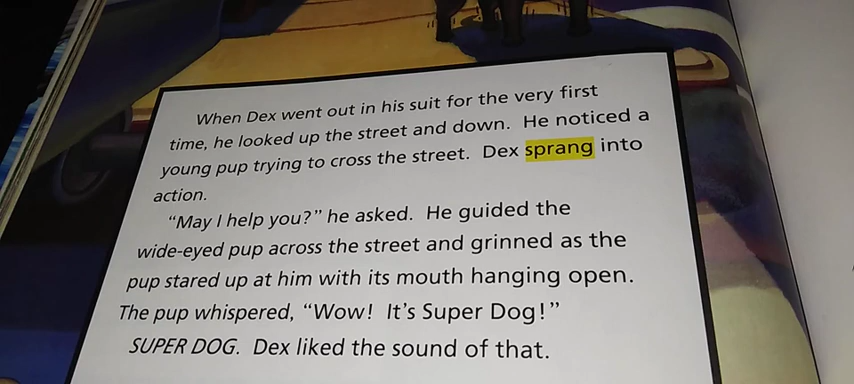 When Dex went out in his suit for the very first
time, he looked up the street and down. He noticed a
young pup trying to cross the street. Dex sprang into
action.
“May I help you?” he asked. He guided the
wide-eyed pup across the street and grinned as the
pup stared up at him with its mouth hanging open.
The pup whispered, “Wow! It’s Super Dog!”
SUPER DOG. Dex liked the sound of that.